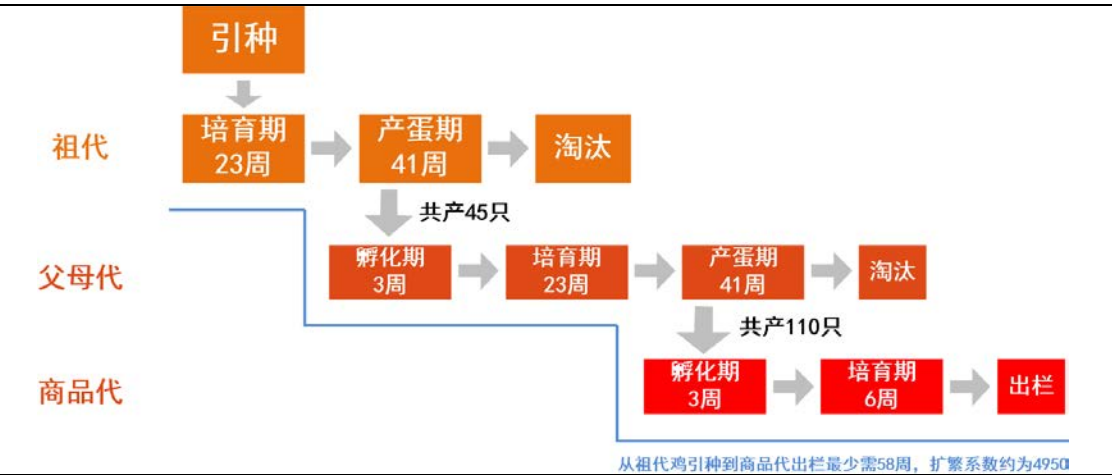 引种
祖代
培育期
23周
产蛋期
41周
淘汰
共产45只
父母代
孵化期
3周
培育期
23周
产蛋期
41周
淘汰
共产110只
商品代
孵化期
3周
培育期
6周
出栏
从祖代鸡引种到商品代出栏最少需58周，扩繁系数约为4950